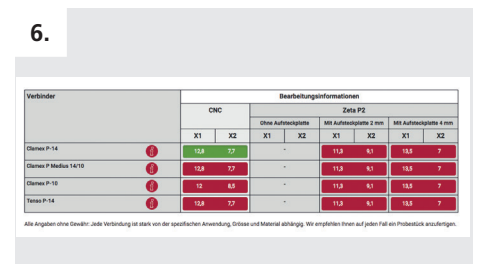 6.
Verbinder Bearbeitungsinformationen
CNC Zeta P2
Ohne Aufsteckplatte Mit Aufsteckplatte 2 mm Mit Aufsteckplatte 4 mm
X1 X2 X1 X2 X1 X2 X1 X2
Clamex P-14 12,8 7,7 - 11,3 9,1 13,5 7
Clamex P Medius 14/10 12,8 7,7 - 11,3 9,1 13,5 7
Clamex P-10 12 8,5 - 11,3 9,1 13,5 7
Tenso P-14 12,8 7,7 - 11,3 9,1 13,5 7
Alle Angaben ohne Gewähr: Jede Verbindung ist stark von der spezifischen Anwendung, Grösse und Material abhängig. Wir empfehlen Ihnen auf jeden Fall ein Probestück anzufertigen.